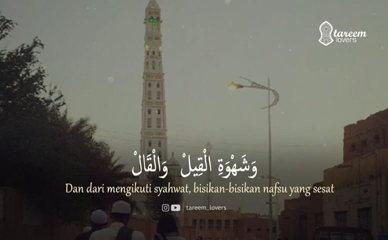 tareem
lovers
وَشَهْوَةِ الْقِيلْ وَالْقَالْ
Dan dari mengikuti syahwat, bisikan-bisikan nafsu yang sesat
tareem_lovers